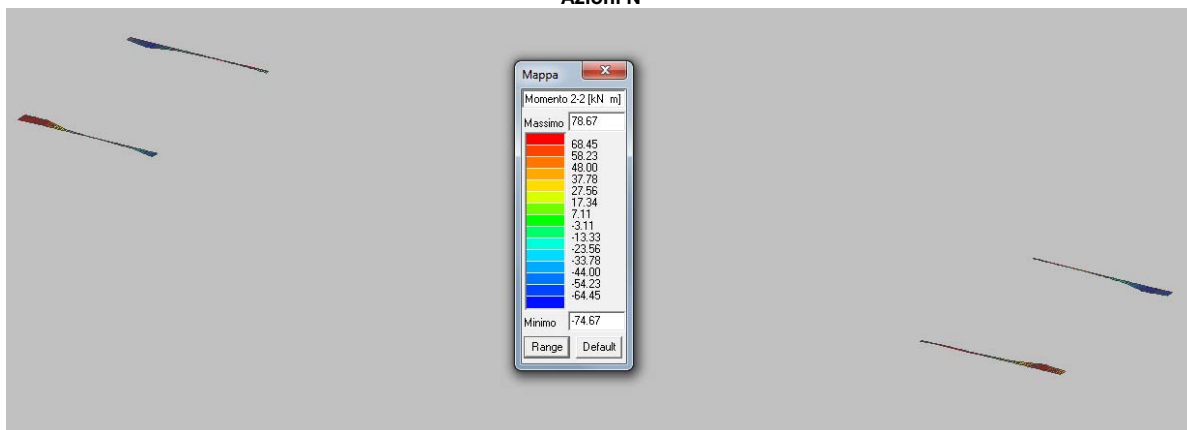 Azioni N
Mappa
Momento 2-2 [kN m]
Massimo 78.67
68.45
58.23
48.00
37.78
27.56
17.34
7.11
-3.11
-13.33
-23.56
-33.78
-44.00
-54.23
-64.45
Minimo -74.67
Range Default